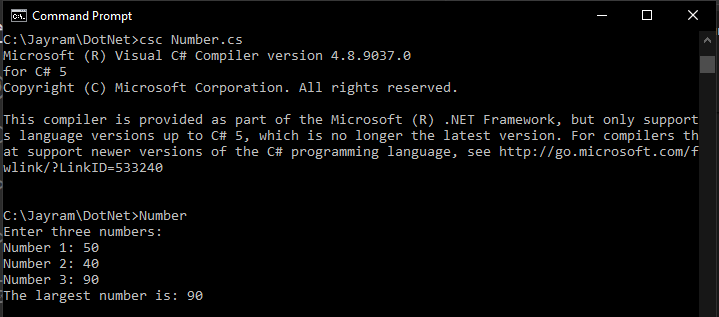 Command Prompt
C:\Jayram\DotNet>csc Number.cs
Microsoft (R) Visual C# Compiler version 4.8.9037.0
for C# 5
Copyright (C) Microsoft Corporation. All rights reserved.
This compiler is provided as part of the Microsoft (R) .NET Framework, but only support
s language versions up to C# 5, which is no longer the latest version. For compilers th
at support newer versions of the C# programming language, see http://go.microsoft.com/f
wlink/?LinkID=533240
C:\Jayram\DotNet>Number
Enter three numbers:
Number 1: 50
Number 2: 40
Number 3: 90
The largest number is: 90